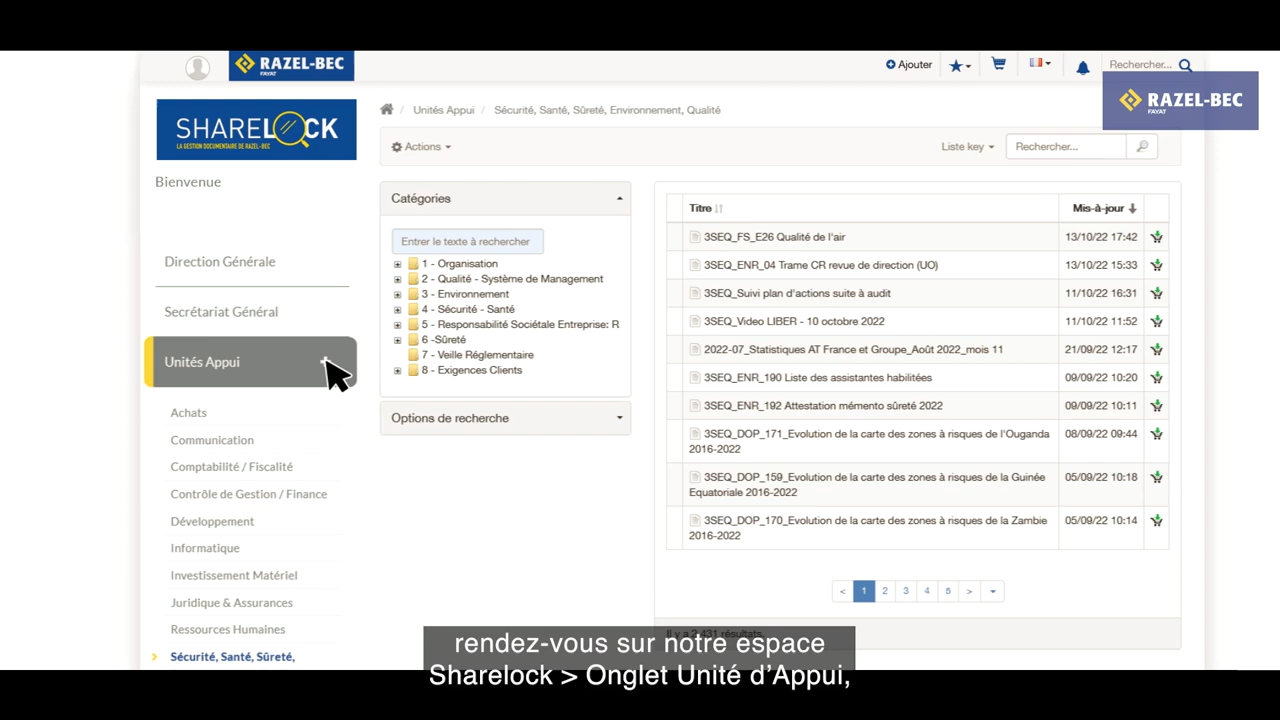 RAZEL-BEC
FAYAT
Ajouter
Rechercher...
RAZEL-BEC
FAYAT
SHARELOCK
LA GESTION DOCUMENTAIRE DE RAZEL-BEC
Bienvenue
Direction Générale
Secrétariat Général
Unités Appui
Achats
Communication
Comptabilité / Fiscalité
Contrôle de Gestion / Finance
Développement
Informatique
Investissement Matériel
Juridique & Assurances
Ressources Humaines
Sécurité, Santé, Sûreté,
/ Unités Appui / Sécurité, Santé, Sûreté, Environnement, Qualité
Actions
Liste key
Rechercher...
Catégories
Entrer le texte à rechercher
1 - Organisation
2 - Qualité - Système de Management
3 - Environnement
4 - Sécurité - Santé
5 - Responsabilité Sociétale Entreprise: R
6 -Sûreté
7 - Veille Réglementaire
8 - Exigences Clients
Options de recherche
Titre Mis-à-jour
3SEQ_FS_E26 Qualité de l'air 13/10/22 17:42
3SEQ_ENR_04 Trame CR revue de direction (UO) 13/10/22 15:33
3SEQ_Suivi plan d'actions suite à audit 11/10/22 16:31
3SEQ_Video LIBER - 10 octobre 2022 11/10/22 11:52
2022-07_Statistiques AT France et Groupe_Août 2022_mois 11 21/09/22 12:17
3SEQ_ENR_190 Liste des assistantes habilitées 09/09/22 10:20
3SEQ_ENR_192 Attestation mémento sûreté 2022 09/09/22 10:11
3SEQ_DOP_171_Evolution de la carte des zones à risques de l'Ouganda 08/09/22 09:44
2016-2022
3SEQ_DOP_159_Evolution de la carte des zones à risques de la Guinée 05/09/22 10:18
Equatoriale 2016-2022
3SEQ_DOP_170_Evolution de la carte des zones à risques de la Zambie 05/09/22 10:14
2016-2022
< 1 2 3 4 5 >
Il y a 2 431 résultats.
rendez-vous sur notre espace
Sharelock > Onglet Unité d'Appui,